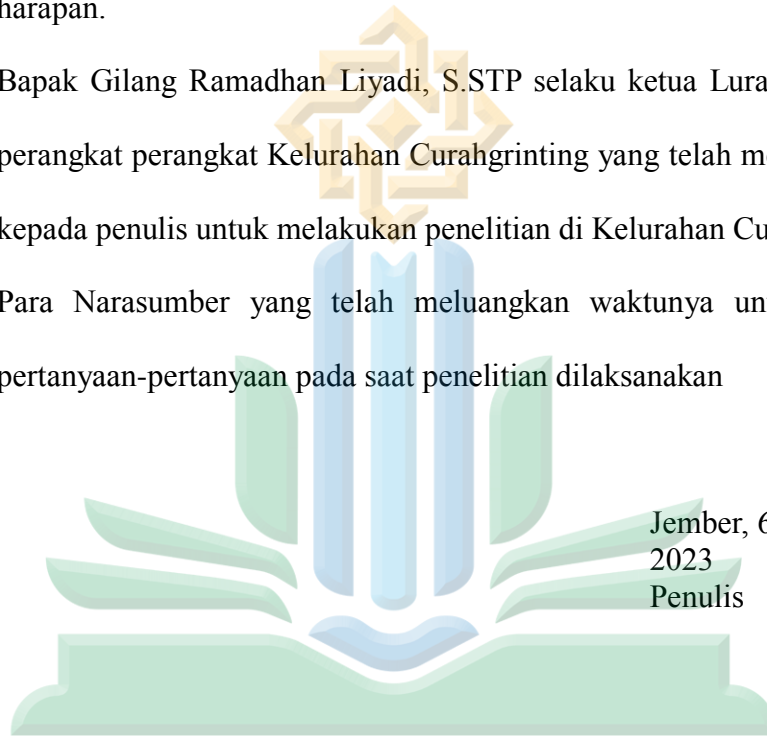 harapan.
Bapak Gilang Ramadhan Liyadi, S.STP selaku ketua Lura
perangkat perangkat Kelurahan Curahgrinting yang telah
kepada penulis untuk melakukan penelitian di Kelurahan
Para Narasumber yang telah meluangkan waktunya
pertanyaan-pertanyaan pada saat penelitian dilaksanakan
Jember, 6
2023
Penulis